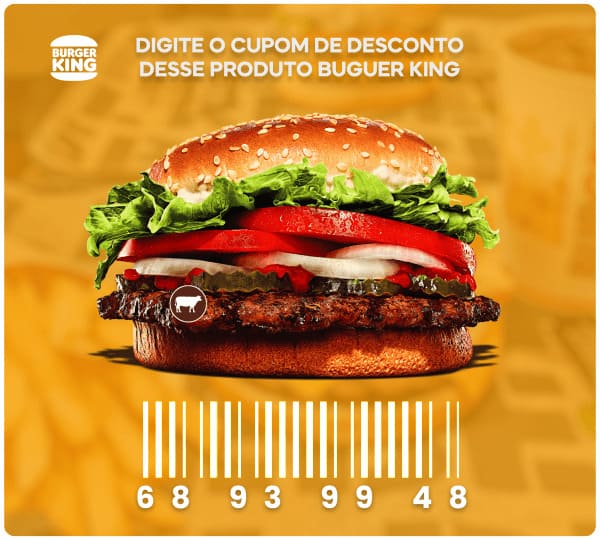 BURGER
KING
DIGITE O CUPOM DE DESCONTO
DESSE PRODUTO BUGUER KING
68 93 99 48